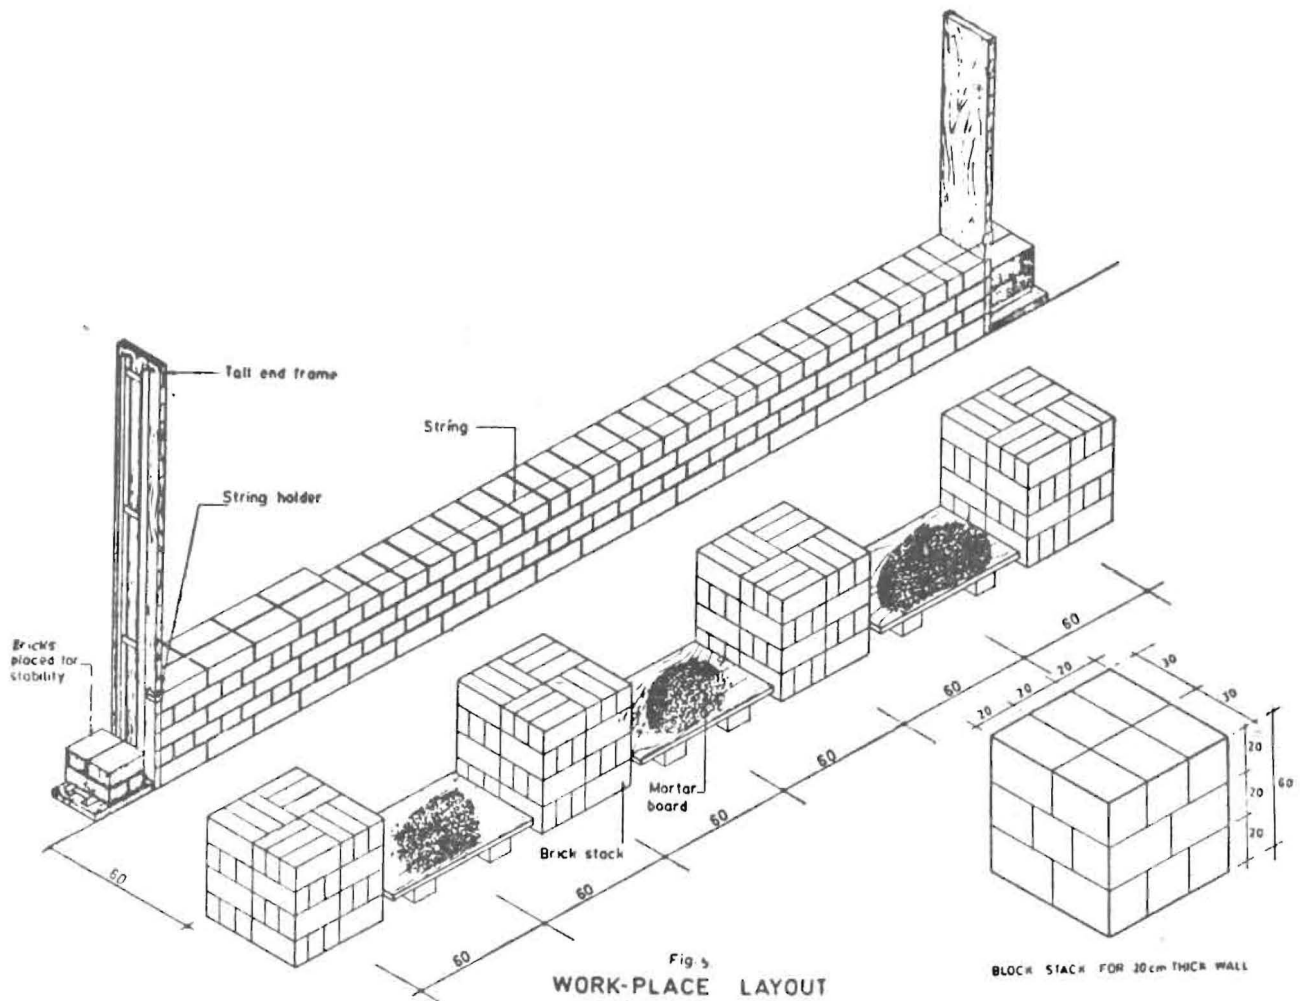 Tall end frame
String
String holder
Bricks
placed for
stability
60
60
60
60
60
60
60
60
20
20
20
30
30
20
20
20
60
Mortar
board
Brick stack
Fig. 5
WORK-PLACE LAYOUT
BLOCK STACK FOR 20cm THICK WALL